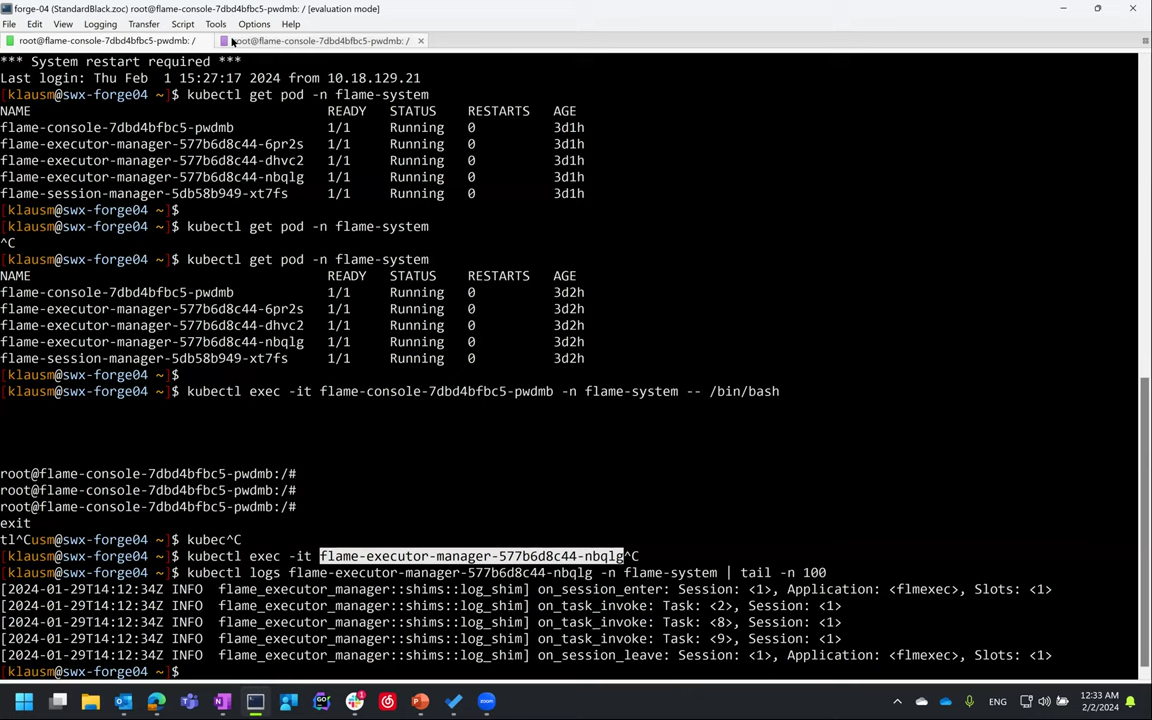 forge-04 (StandardBlack.zoc) root@flame-console-7dbd4bfbc5-pwdmb: / [evaluation mode]
File Edit View Logging Transfer Script Tools Options Help
root@flame-console-7dbd4bfbc5-pwdmb: / root@flame-console-7dbd4bfbc5-pwdmb: /
*** System restart required ***
Last login: Thu Feb  1 15:27:17 2024 from 10.18.129.21
[klausm@swx-forge04 ~]$ kubectl get pod -n flame-system
NAME READY STATUS RESTARTS AGE
flame-console-7dbd4bfbc5-pwdmb 1/1 Running 0 3d1h
flame-executor-manager-577b6d8c44-6pr2s 1/1 Running 0 3d1h
flame-executor-manager-577b6d8c44-dhvc2 1/1 Running 0 3d1h
flame-executor-manager-577b6d8c44-nbqlg 1/1 Running 0 3d1h
flame-session-manager-5db58b949-xt7fs 1/1 Running 0 3d1h
[klausm@swx-forge04 ~]$
[klausm@swx-forge04 ~]$ kubectl get pod -n flame-system
^C
[klausm@swx-forge04 ~]$ kubectl get pod -n flame-system
NAME READY STATUS RESTARTS AGE
flame-console-7dbd4bfbc5-pwdmb 1/1 Running 0 3d2h
flame-executor-manager-577b6d8c44-6pr2s 1/1 Running 0 3d2h
flame-executor-manager-577b6d8c44-dhvc2 1/1 Running 0 3d2h
flame-executor-manager-577b6d8c44-nbqlg 1/1 Running 0 3d2h
flame-session-manager-5db58b949-xt7fs 1/1 Running 0 3d2h
[klausm@swx-forge04 ~]$
[klausm@swx-forge04 ~]$ kubectl exec -it flame-console-7dbd4bfbc5-pwdmb -n flame-system -- /bin/bash
root@flame-console-7dbd4bfbc5-pwdmb:/#
root@flame-console-7dbd4bfbc5-pwdmb:/#
root@flame-console-7dbd4bfbc5-pwdmb:/#
exit
tl^Cusm@swx-forge04 ~]$ kubec^C
[klausm@swx-forge04 ~]$ kubectl exec -it flame-executor-manager-577b6d8c44-nbqlg^C
[klausm@swx-forge04 ~]$ kubectl logs flame-executor-manager-577b6d8c44-nbqlg -n flame-system | tail -n 100
[2024-01-29T14:12:34Z INFO  flame_executor_manager::shims::log_shim] on_session_enter: Session: <1>, Application: <flmexec>, Slots: <1>
[2024-01-29T14:12:34Z INFO  flame_executor_manager::shims::log_shim] on_task_invoke: Task: <2>, Session: <1>
[2024-01-29T14:12:34Z INFO  flame_executor_manager::shims::log_shim] on_task_invoke: Task: <8>, Session: <1>
[2024-01-29T14:12:34Z INFO  flame_executor_manager::shims::log_shim] on_task_invoke: Task: <9>, Session: <1>
[2024-01-29T14:12:34Z INFO  flame_executor_manager::shims::log_shim] on_session_leave: Session: <1>, Application: <flmexec>, Slots: <1>
[klausm@swx-forge04 ~]$
ENG
12:33 AM
2/2/2024